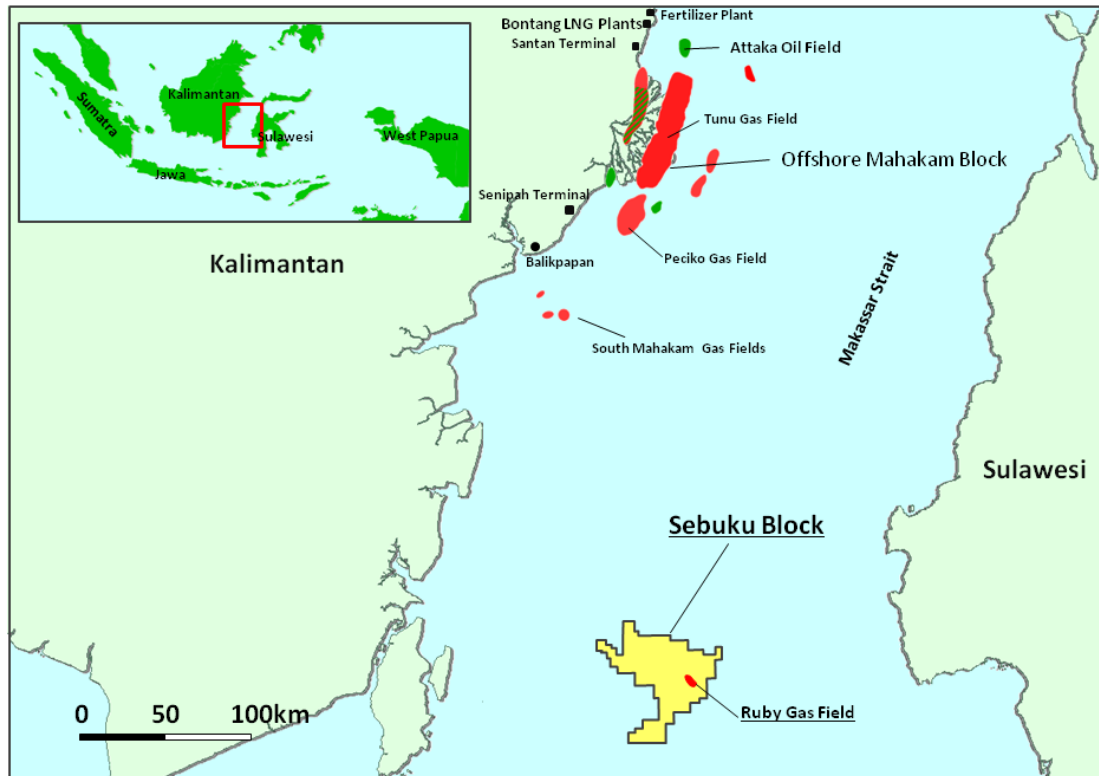 Fertilizer Plant
Bontang LNG Plants
Santan Terminal
Attaka Oil Field
Kalimantan
Sumatra
Sulawesi
West Papua
Jawa
Tunu Gas Field
Offshore Mahakam Block
Senipah Terminal
Balikpapan
Peciko Gas Field
Kalimantan
Makassar Strait
South Mahakam Gas Fields
Sulawesi
Sebuku Block
Ruby Gas Field
0 50 100km